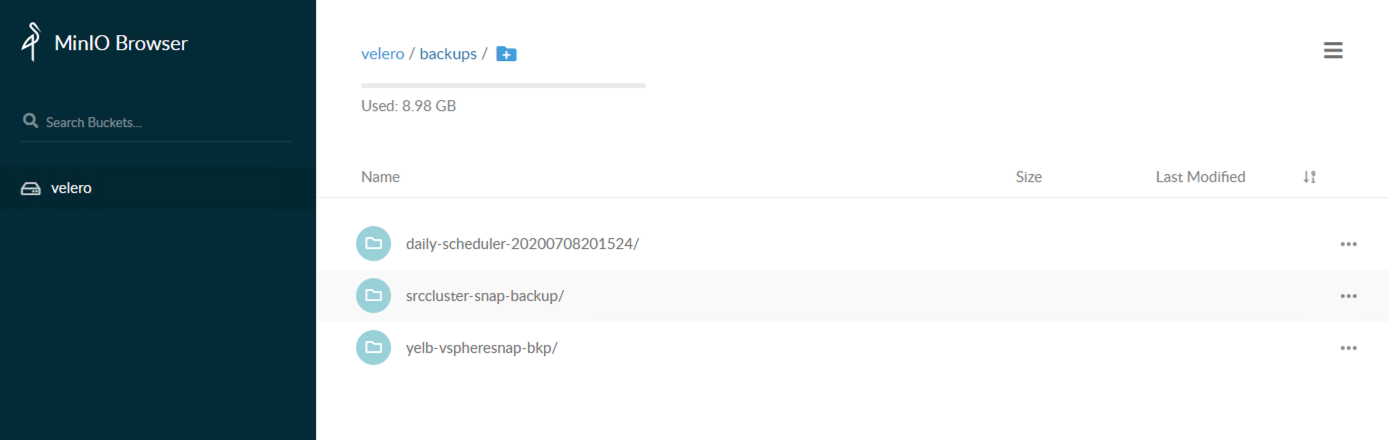 MinIO Browser
Search Buckets...
velero
velero / backups /
Used: 8.98 GB
Name Size Last Modified
daily-scheduler-20200708201524/
srccluster-snap-backup/
yelb-vspheresnap-bkp/